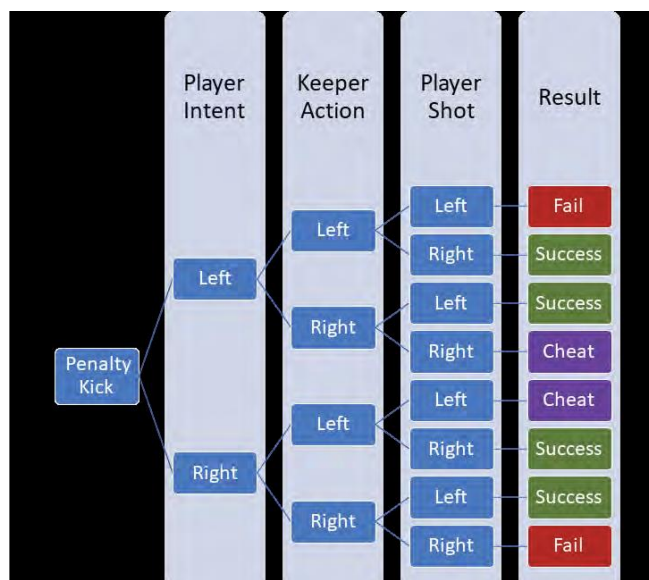 Player
Intent
Keeper
Action
Player
Shot
Result
Left
Fail
Left
Right
Success
Left
Left
Success
Right
Right
Cheat
Penalty
Kick
Left
Cheat
Left
Right
Success
Right
Left
Success
Right
Right
Fail